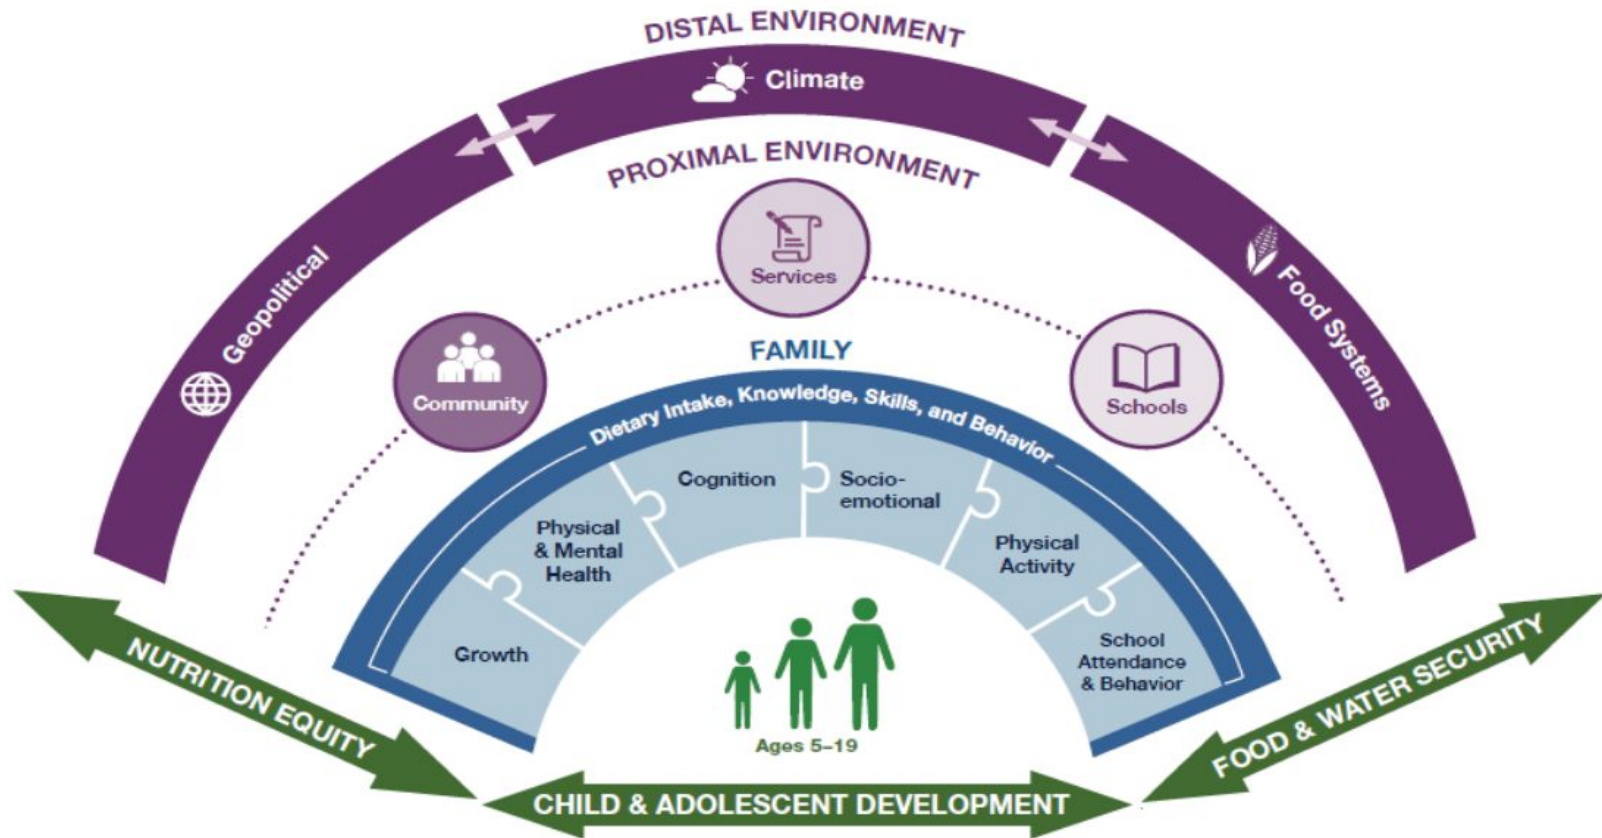 DISTAL ENVIRONMENT
Climate
PROXIMAL ENVIRONMENT
Geopolitical
Services
Food Systems
Community
Schools
FAMILY
Dietary Intake, Knowledge, Skills, and Behavior
Growth
Physical
& Mental
Health
Cognition
Socio-
emotional
Physical
Activity
School
Attendance
& Behavior
Ages 5–19
NUTRITION EQUITY
CHILD & ADOLESCENT DEVELOPMENT
FOOD & WATER SECURITY